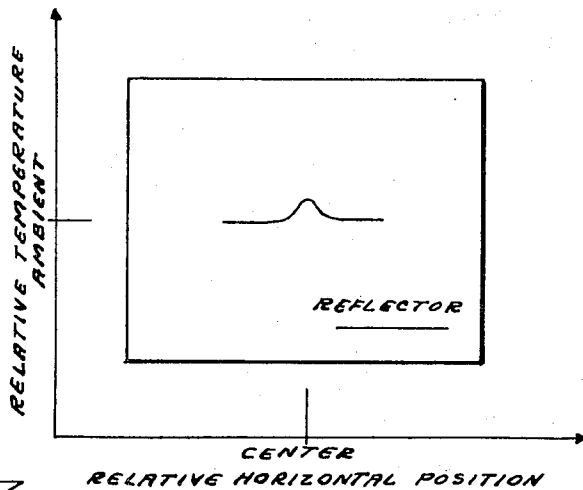 RELATIVE TEMPERATURE
AMBIENT
REFLECTOR
CENTER
RELATIVE HORIZONTAL POSITION